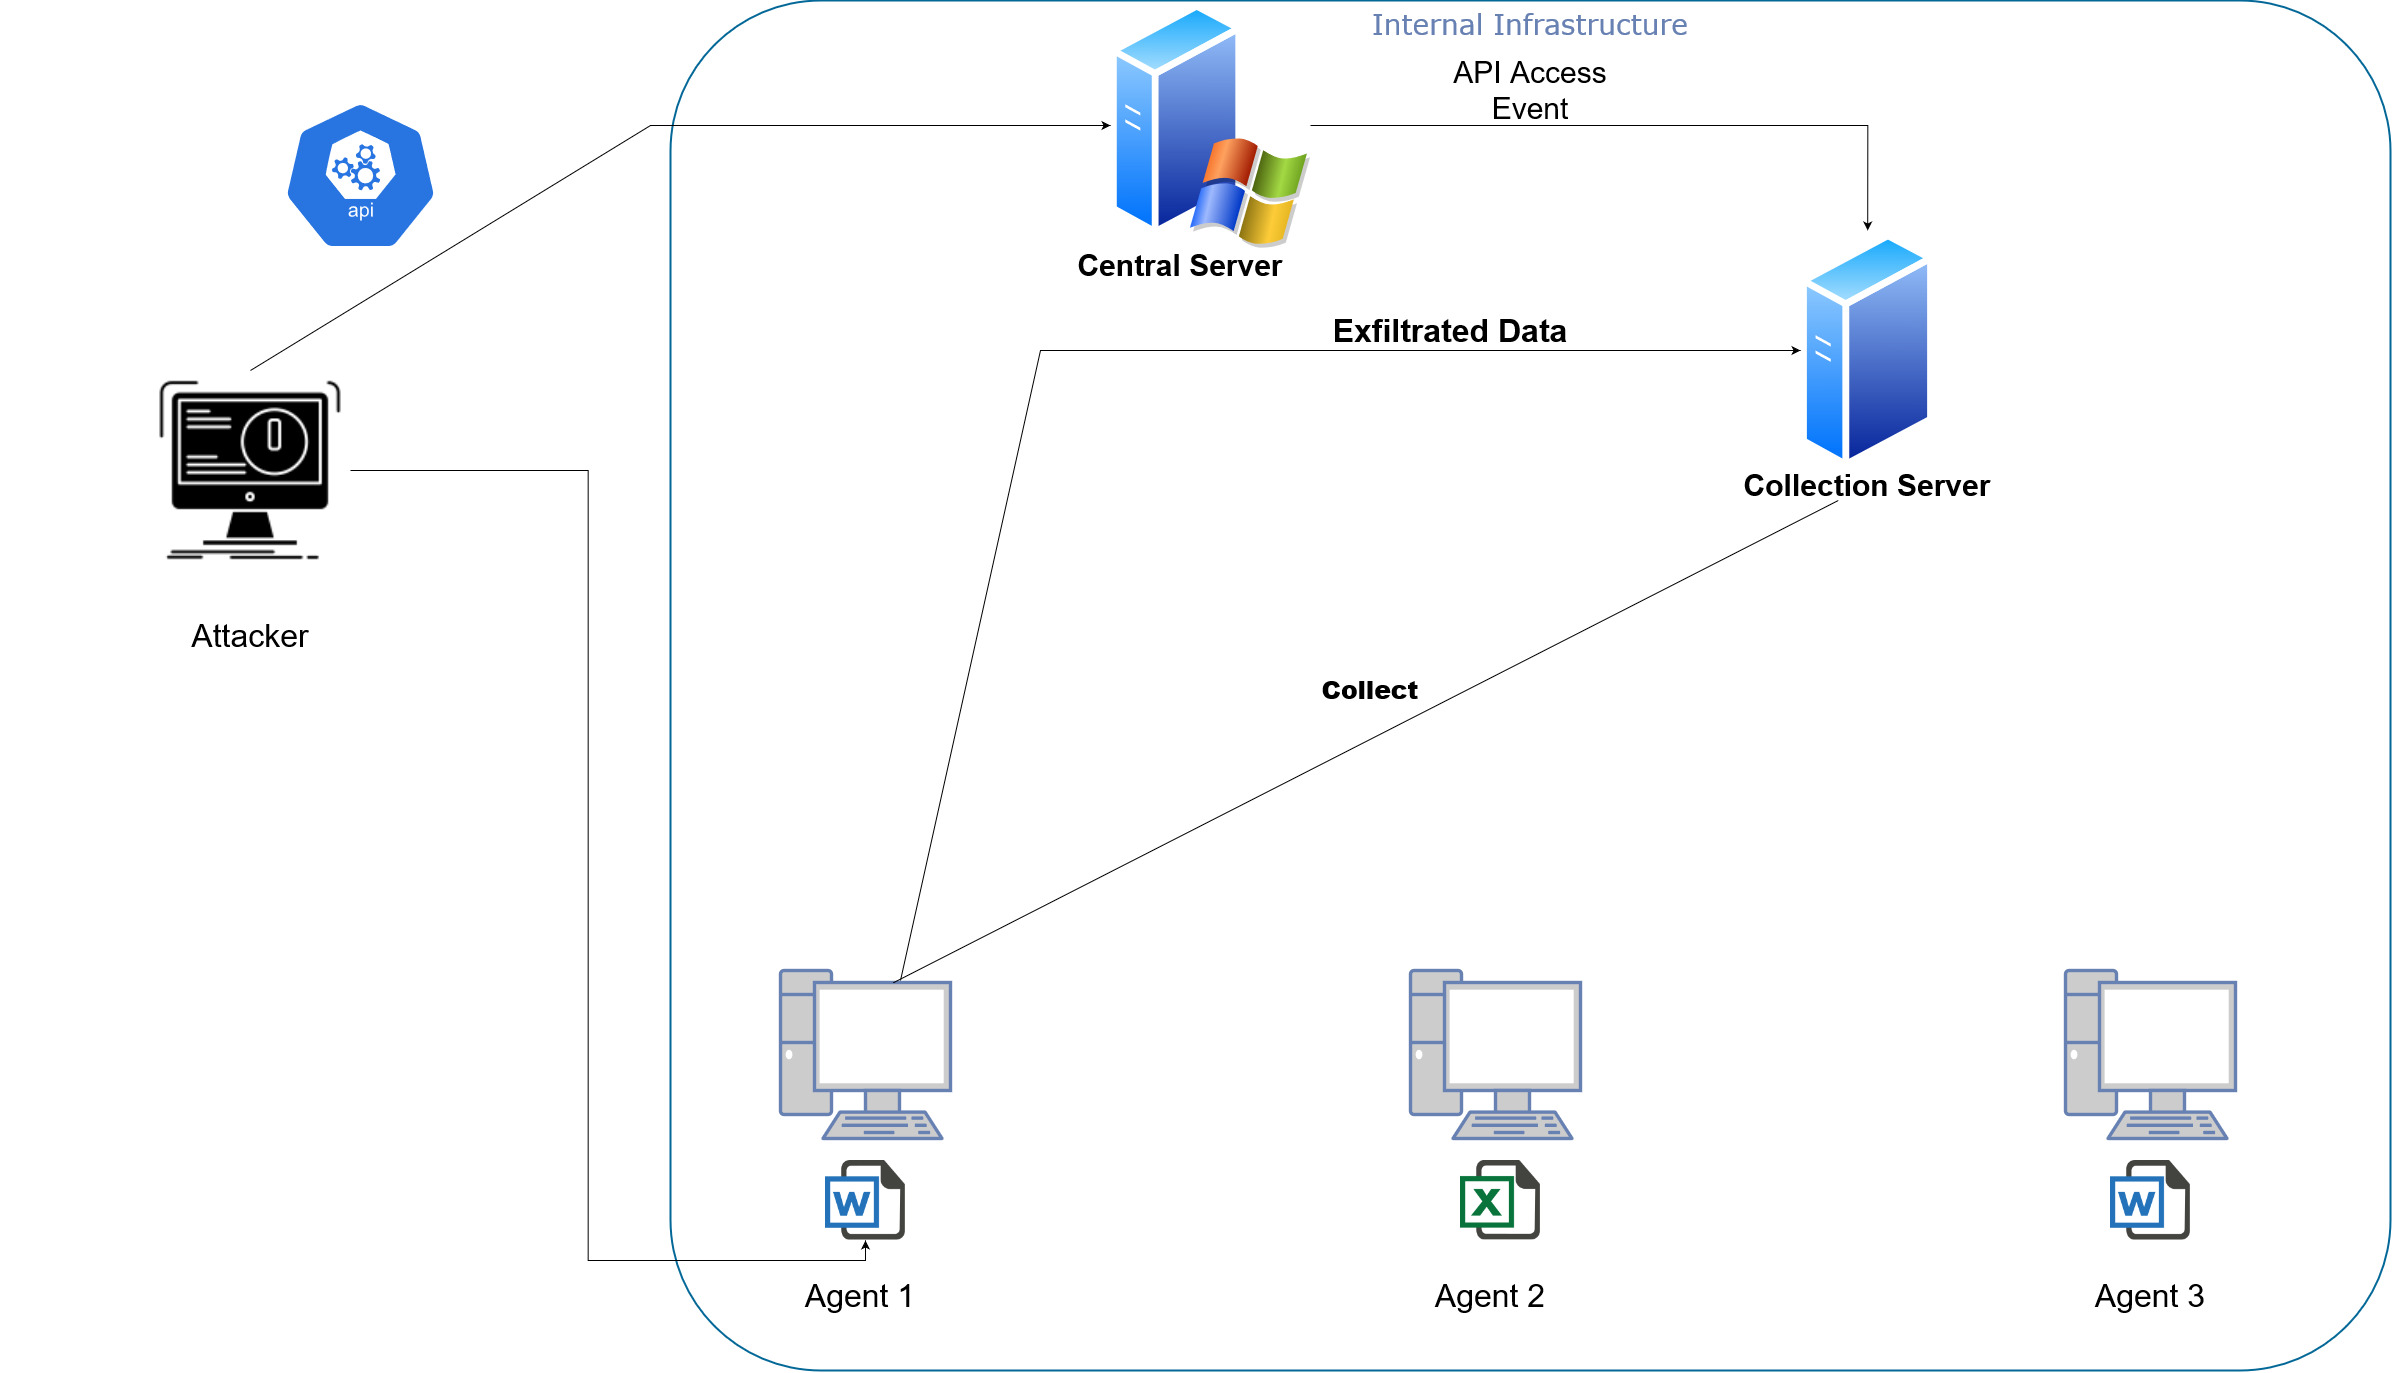 Internal Infrastructure
API Access
Event
api
Central Server
Exfiltrated Data
Collection Server
Attacker
Collect
W
X
W
Agent 1
Agent 2
Agent 3